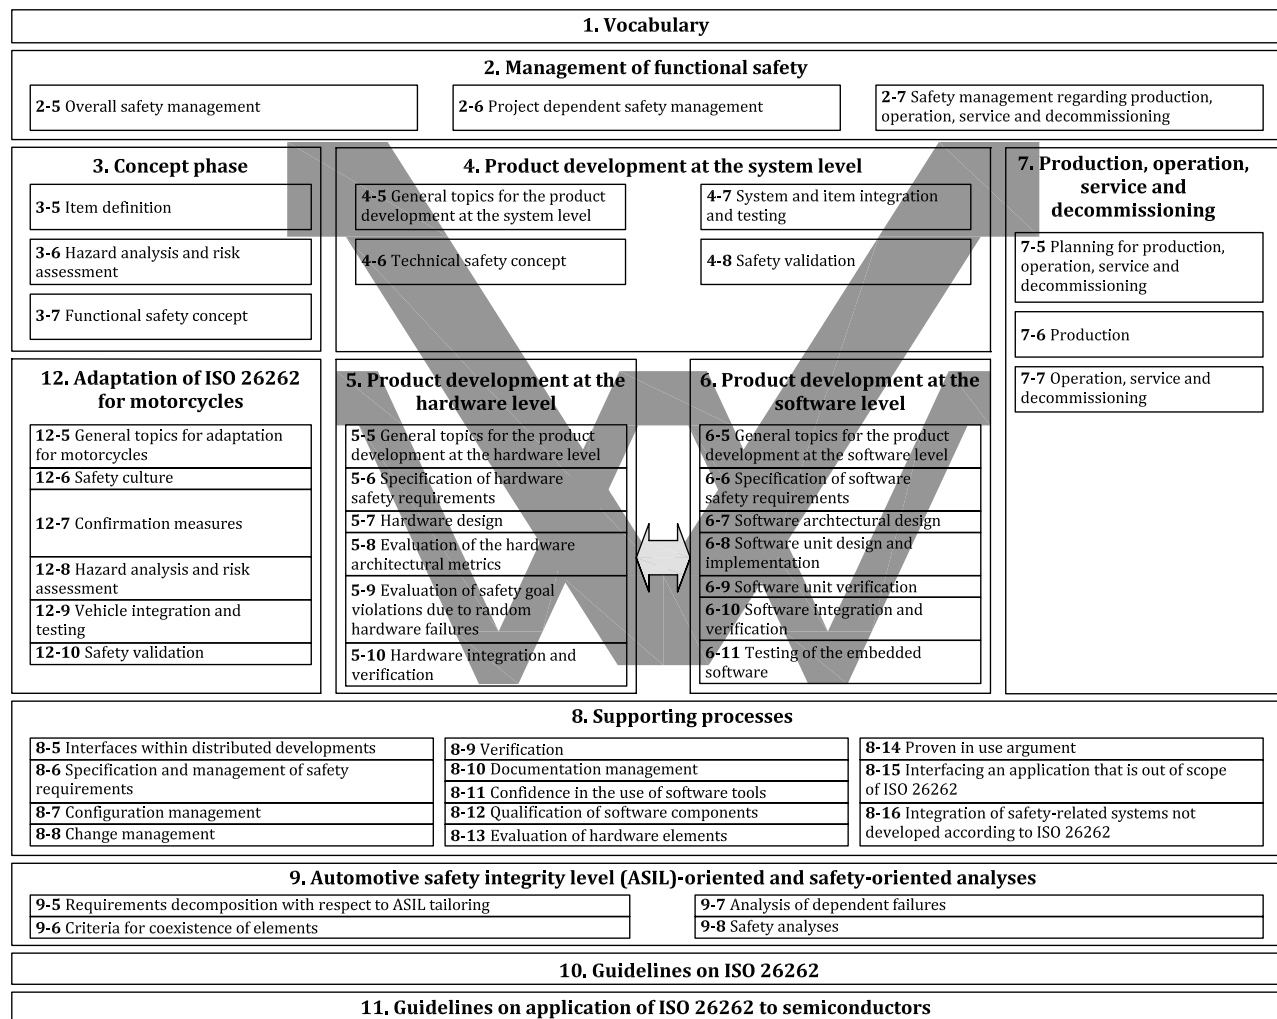 1. Vocabulary
2. Management of functional safety
2-5 Overall safety management
2-6 Project dependent safety management
2-7 Safety management regarding production,
operation, service and decommissioning
3. Concept phase
3-5 Item definition
3-6 Hazard analysis and risk
assessment
3-7 Functional safety concept
4. Product development at the system level
4-5 General topics for the product
development at the system level
4-6 Technical safety concept
4-7 System and item integration
and testing
4-8 Safety validation
7. Production, operation,
service and
decommissioning
7-5 Planning for production,
operation, service and
decommissioning
7-6 Production
7-7 Operation, service and
decommissioning
12. Adaptation of ISO 26262
for motorcycles
12-5 General topics for adaptation
for motorcycles
12-6 Safety culture
12-7 Confirmation measures
12-8 Hazard analysis and risk
assessment
12-9 Vehicle integration and
testing
12-10 Safety validation
5. Product development at the
hardware level
5-5 General topics for the product
development at the hardware level
5-6 Specification of hardware
safety requirements
5-7 Hardware design
5-8 Evaluation of the hardware
architectural metrics
5-9 Evaluation of safety goal
violations due to random
hardware failures
5-10 Hardware integration and
verification
6. Product development at the
software level
6-5 General topics for the product
development at the software level
6-6 Specification of software
safety requirements
6-7 Software archtectural design
6-8 Software unit design and
implementation
6-9 Software unit verification
6-10 Software integration and
verification
6-11 Testing of the embedded
software
8. Supporting processes
8-5 Interfaces within distributed developments
8-6 Specification and management of safety
requirements
8-7 Configuration management
8-8 Change management
8-9 Verification
8-10 Documentation management
8-11 Confidence in the use of software tools
8-12 Qualification of software components
8-13 Evaluation of hardware elements
8-14 Proven in use argument
8-15 Interfacing an application that is out of scope
of ISO 26262
8-16 Integration of safety-related systems not
developed according to ISO 26262
9. Automotive safety integrity level (ASIL)-oriented and safety-oriented analyses
9-5 Requirements decomposition with respect to ASIL tailoring
9-6 Criteria for coexistence of elements
9-7 Analysis of dependent failures
9-8 Safety analyses
10. Guidelines on ISO 26262
11. Guidelines on application of ISO 26262 to semiconductors